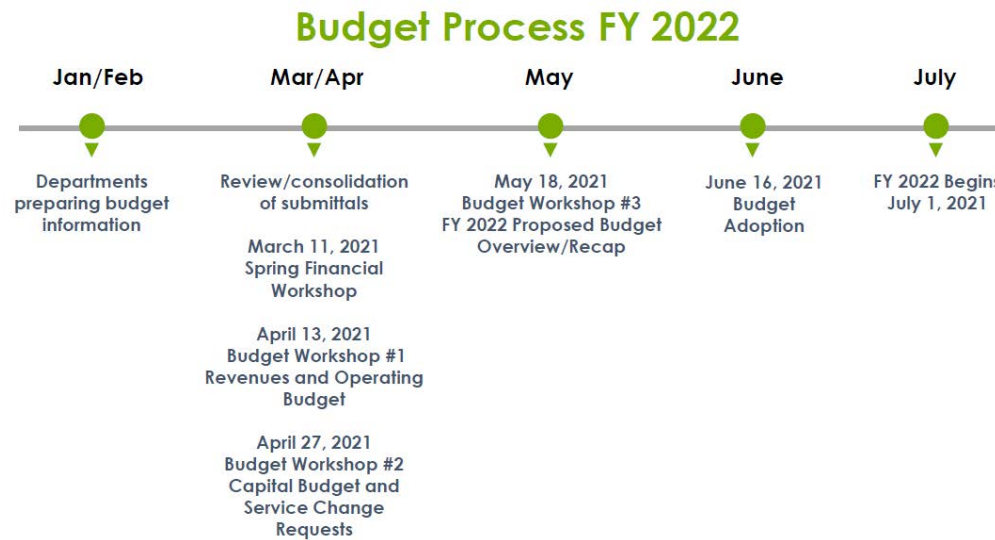 Budget Process FY 2022
Jan/Feb
Mar/Apr
May
June
July
Departments
preparing budget
information
Review/consolidation
of submittals
March 11, 2021
Spring Financial
Workshop
April 13, 2021
Budget Workshop #1
Revenues and Operating
Budget
April 27, 2021
Budget Workshop #2
Capital Budget and
Service Change
Requests
May 18, 2021
Budget Workshop #3
FY 2022 Proposed Budget
Overview/Recap
June 16, 2021
Budget
Adoption
FY 2022 Begins
July 1, 2021